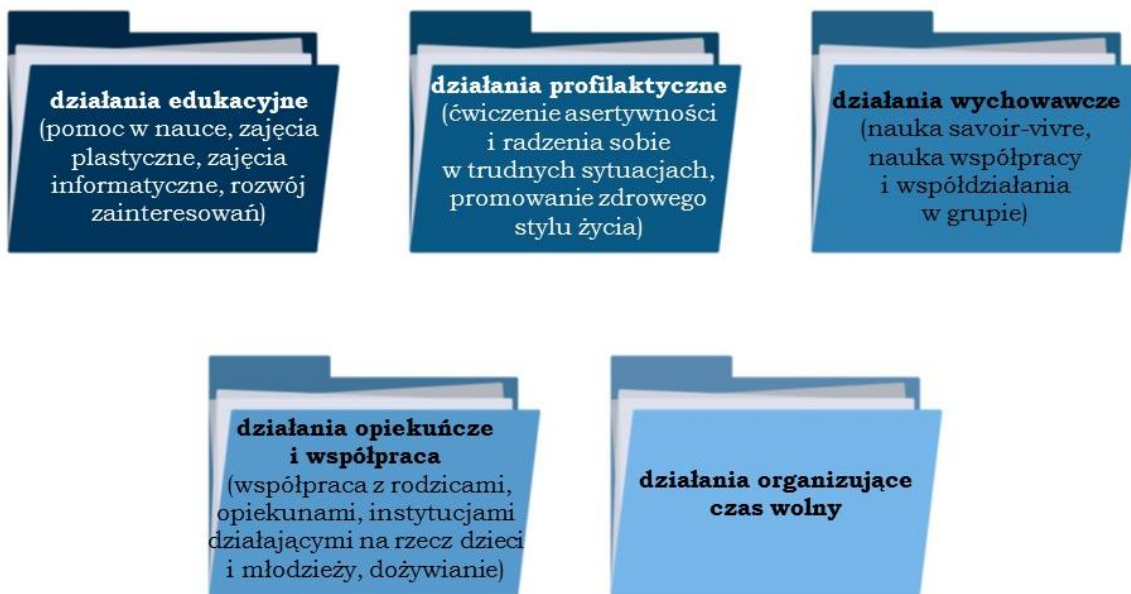 działania edukacyjne
(pomoc w nauce, zajęcia
plastyczne, zajęcia
informatyczne, rozwój
zainteresowań)
działania profilaktyczne
(ćwiczenie asertywności
i radzenia sobie
w trudnych sytuacjach,
promowanie zdrowego
stylu życia)
działania wychowawcze
(nauka savoir-vivre,
nauka współpracy
i współdziałania
w grupie)
działania opiekuńcze
i współpraca
(współpraca z rodzicami,
opiekunami, instytucjami
działającymi na rzecz dzieci
i młodzieży, dożywianie)
działania organizujące
czas wolny